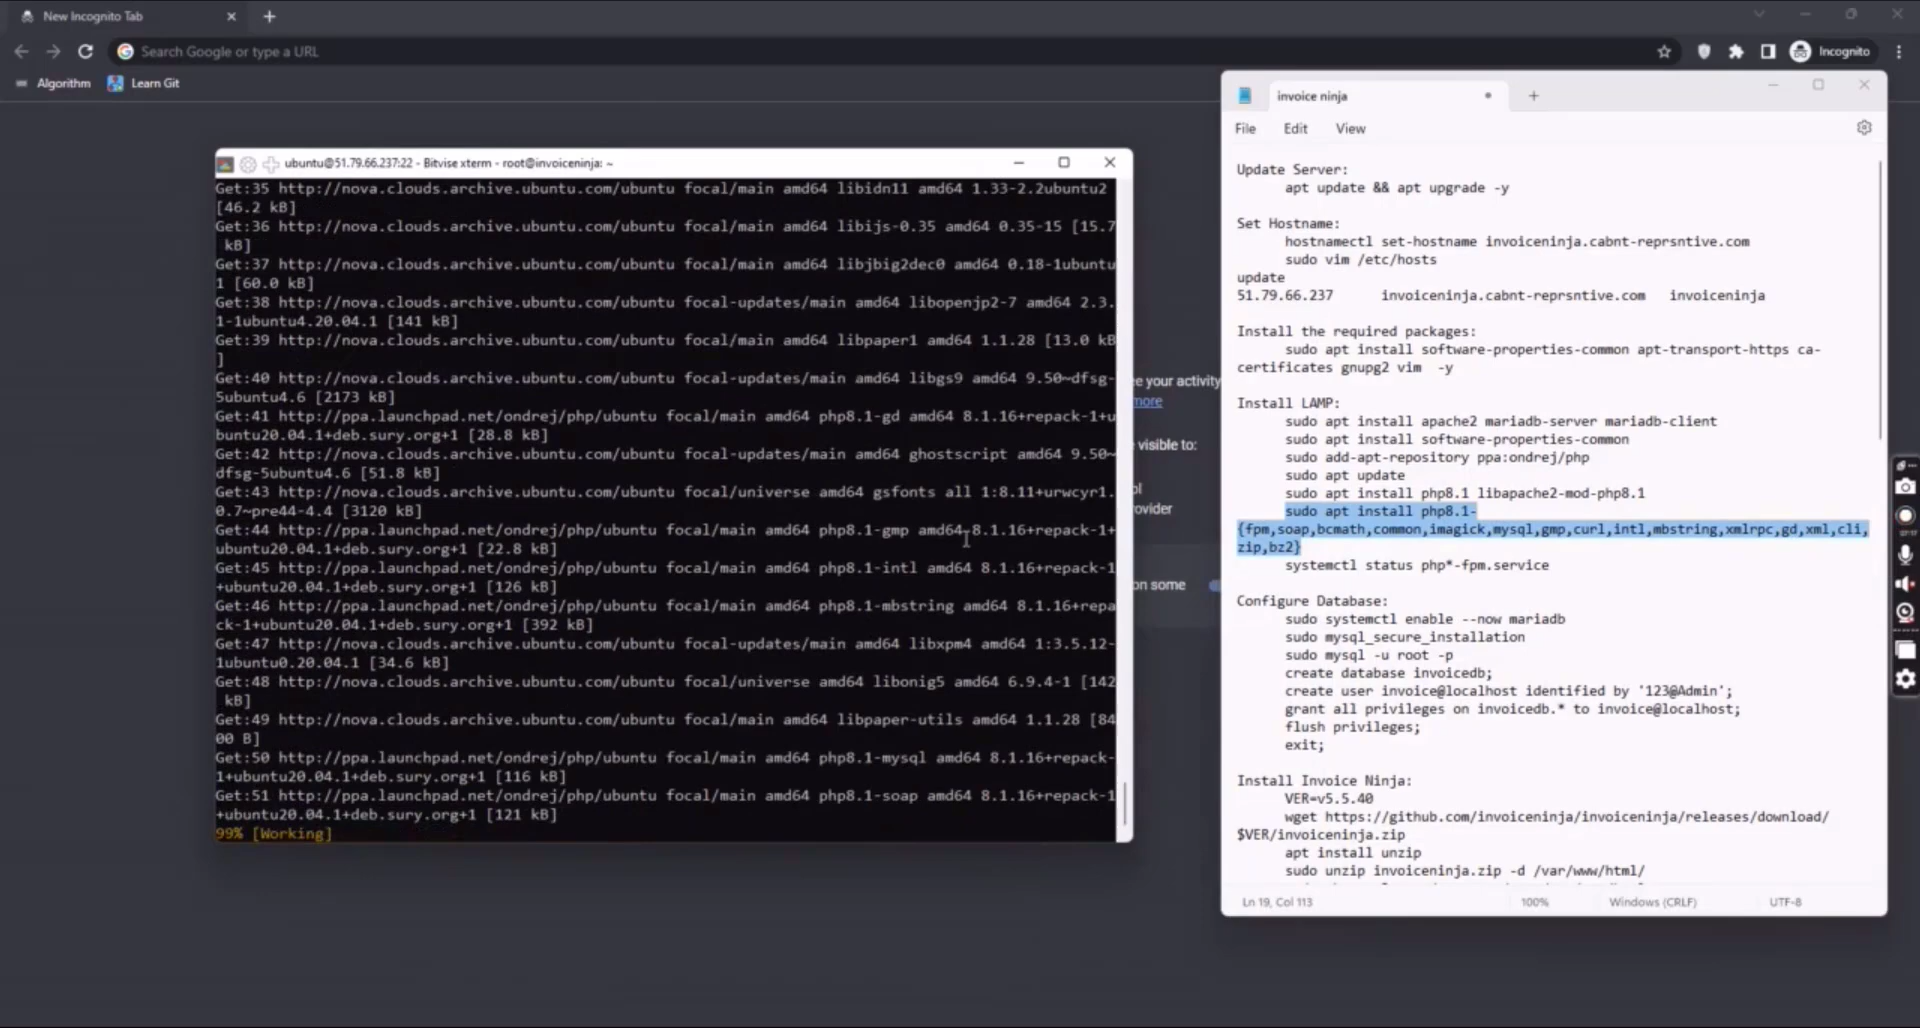 New Incognito Tab
Search Google or type a URL
Incognito
Algorithm
Learn Git
ubuntu@51.79.66.237:22 - Bitvise xterm - root@invoiceninja: ~
Get:35 http://nova.clouds.archive.ubuntu.com/ubuntu focal/main amd64 libidn11 amd64 1.33-2.2ubuntu2
[46.2 kB]
Get:36 http://nova.clouds.archive.ubuntu.com/ubuntu focal/main amd64 libijs-0.35 amd64 0.35-15 [15.7
kB]
Get:37 http://nova.clouds.archive.ubuntu.com/ubuntu focal/main amd64 libjbig2dec0 amd64 0.18-1ubuntu
1 [60.0 kB]
Get:38 http://nova.clouds.archive.ubuntu.com/ubuntu focal-updates/main amd64 libopenjp2-7 amd64 2.3.
1-1ubuntu4.20.04.1 [141 kB]
Get:39 http://nova.clouds.archive.ubuntu.com/ubuntu focal/main amd64 libpaper1 amd64 1.1.28 [13.0 kB
]
Get:40 http://nova.clouds.archive.ubuntu.com/ubuntu focal-updates/main amd64 libgs9 amd64 9.50~dfsg-
5ubuntu4.6 [2173 kB]
Get:41 http://ppa.launchpad.net/ondrej/php/ubuntu focal/main amd64 php8.1-gd amd64 8.1.16+repack-1+u
buntu20.04.1+deb.sury.org+1 [28.8 kB]
Get:42 http://nova.clouds.archive.ubuntu.com/ubuntu focal-updates/main amd64 ghostscript amd64 9.50~
dfsg-5ubuntu4.6 [51.8 kB]
Get:43 http://nova.clouds.archive.ubuntu.com/ubuntu focal/universe amd64 gsfonts all 1:8.11+urwcyr1.
0.7~pre44-4.4 [3120 kB]
Get:44 http://ppa.launchpad.net/ondrej/php/ubuntu focal/main amd64 php8.1-gmp amd64 8.1.16+repack-1+
ubuntu20.04.1+deb.sury.org+1 [22.8 kB]
Get:45 http://ppa.launchpad.net/ondrej/php/ubuntu focal/main amd64 php8.1-intl amd64 8.1.16+repack-1
+ubuntu20.04.1+deb.sury.org+1 [126 kB]
Get:46 http://ppa.launchpad.net/ondrej/php/ubuntu focal/main amd64 php8.1-mbstring amd64 8.1.16+repa
ck-1+ubuntu20.04.1+deb.sury.org+1 [392 kB]
Get:47 http://nova.clouds.archive.ubuntu.com/ubuntu focal-updates/main amd64 libxpm4 amd64 1:3.5.12-
1ubuntu0.20.04.1 [34.6 kB]
Get:48 http://nova.clouds.archive.ubuntu.com/ubuntu focal/universe amd64 libonig5 amd64 6.9.4-1 [142
kB]
Get:49 http://nova.clouds.archive.ubuntu.com/ubuntu focal/main amd64 libpaper-utils amd64 1.1.28 [84
00 B]
Get:50 http://ppa.launchpad.net/ondrej/php/ubuntu focal/main amd64 php8.1-mysql amd64 8.1.16+repack-
1+ubuntu20.04.1+deb.sury.org+1 [116 kB]
Get:51 http://ppa.launchpad.net/ondrej/php/ubuntu focal/main amd64 php8.1-soap amd64 8.1.16+repack-1
+ubuntu20.04.1+deb.sury.org+1 [121 kB]
99% [Working]
e your activity
more
visible to:
ol
rovider
on some
invoice ninja
File Edit View
Update Server:
apt update && apt upgrade -y
Set Hostname:
hostnamectl set-hostname invoiceninja.cabnt-reprsntive.com
sudo vim /etc/hosts
update
51.79.66.237 invoiceninja.cabnt-reprsntive.com invoiceninja
Install the required packages:
sudo apt install software-properties-common apt-transport-https ca-
certificates gnupg2 vim -y
Install LAMP:
sudo apt install apache2 mariadb-server mariadb-client
sudo apt install software-properties-common
sudo add-apt-repository ppa:ondrej/php
sudo apt update
sudo apt install php8.1 libapache2-mod-php8.1
sudo apt install php8.1-
{fpm,soap,bcmath,common,imagick,mysql,gmp,curl,intl,mbstring,xmlrpc,gd,xml,cli,
zip,bz2}
systemctl status php*-fpm.service
Configure Database:
sudo systemctl enable --now mariadb
sudo mysql_secure_installation
sudo mysql -u root -p
create database invoicedb;
create user invoice@localhost identified by '123@Admin';
grant all privileges on invoicedb.* to invoice@localhost;
flush privileges;
exit;
Install Invoice Ninja:
VER=v5.5.40
wget https://github.com/invoiceninja/invoiceninja/releases/download/
$VER/invoiceninja.zip
apt install unzip
sudo unzip invoiceninja.zip -d /var/www/html/
Ln 19, Col 113
100%
Windows (CRLF)
UTF-8